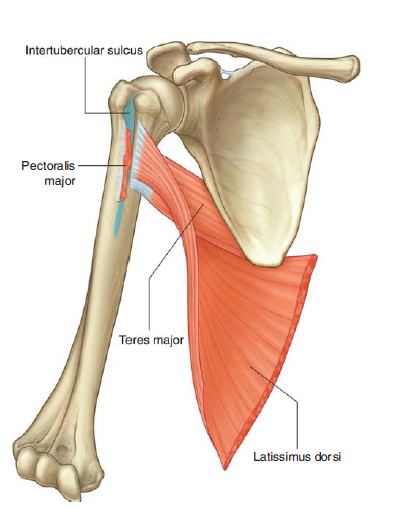 Intertubercular sulcus
Pectoralis
major
Teres major
Latissimus dorsi